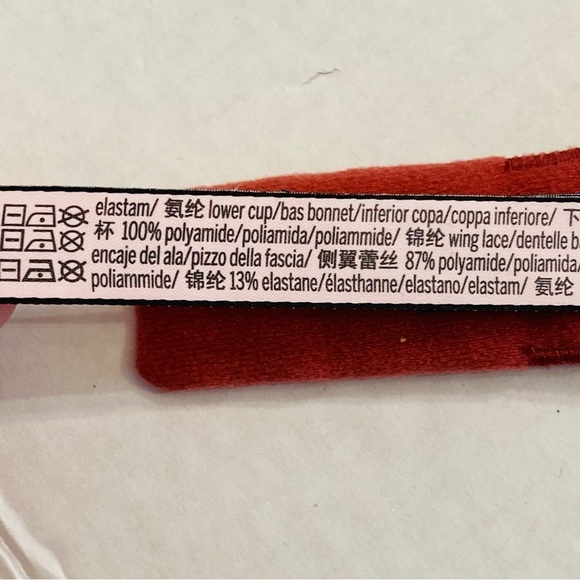 elastam/ 氨纶 lower cup/bas bonnet/inferior copa/coppa inferiore/ 下
杯 100% polyamide/poliamida/poliammide/ 锦纶 wing lace/dentelle b
encaje del ala/pizzo della fascia/ 侧翼蕾丝 87% polyamide/poliamida/
poliammide/ 锦纶 13% elastane/élasthanne/elastano/elastam/ 氨纶